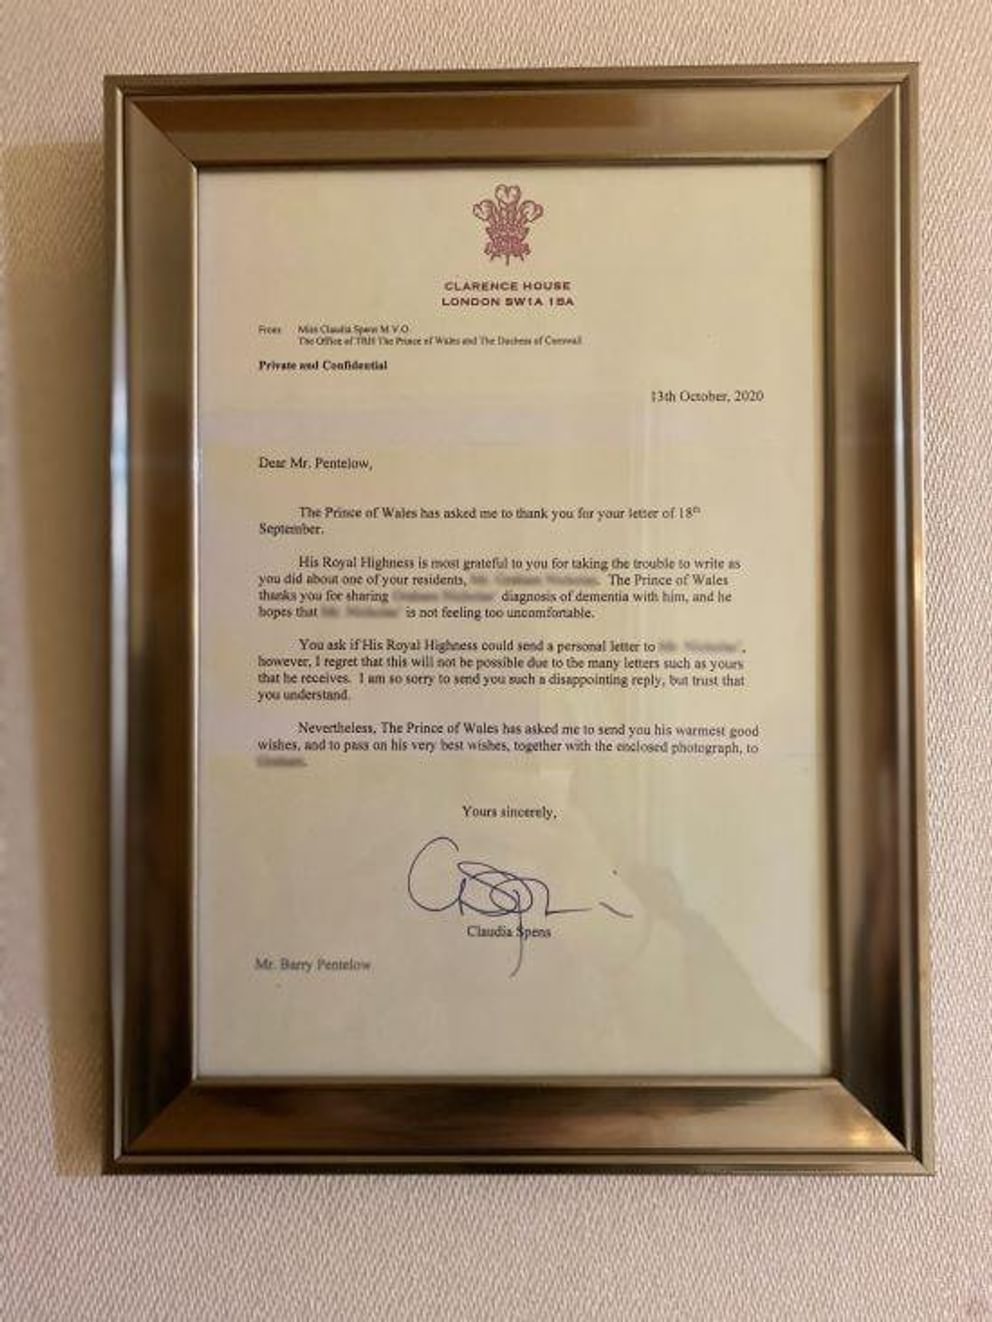 CLARENCE HOUSE
LONDON SW1A 1BA
From: Miss Claudia Spens M.V.O.
The Office of TRH The Prince of Wales and The Duchess of Cornwall
Private and Confidential
13th October, 2020
Dear Mr. Pentelow,
The Prince of Wales has asked me to thank you for your letter of 18th
September.
His Royal Highness is most grateful to you for taking the trouble to write as
you did about one of your residents, The Prince of Wales
thanks you for sharing diagnosis of dementia with him, and he
hopes that is not feeling too uncomfortable.
You ask if His Royal Highness could send a personal letter to ,
however, I regret that this will not be possible due to the many letters such as yours
that he receives. I am so sorry to send you such a disappointing reply, but trust that
you understand.
Nevertheless, The Prince of Wales has asked me to send you his warmest good
wishes, and to pass on his very best wishes, together with the enclosed photograph, to
Yours sincerely,
Claudia Spens
Mr. Barry Pentelow